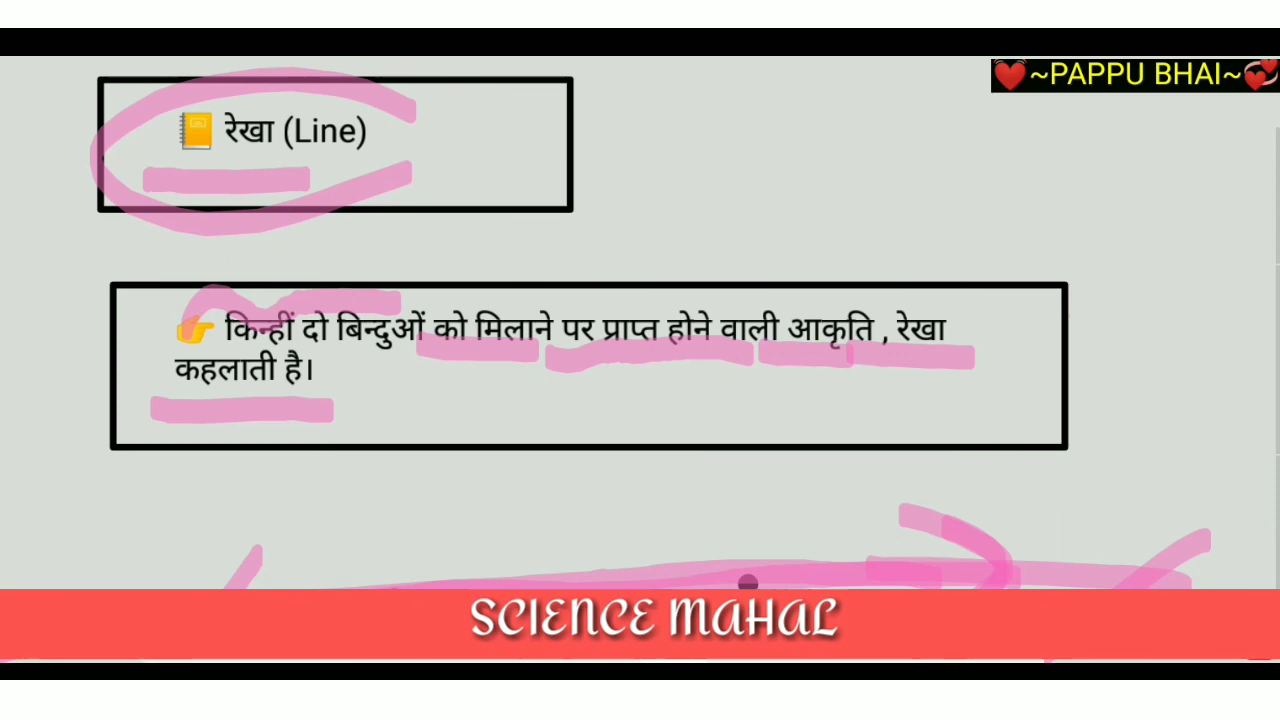 ❤️~PAPPU BHAI~💞
📒 रेखा (Line)
👉 किन्हीं दो बिन्दुओं को मिलाने पर प्राप्त होने वाली आकृति , रेखा
कहलाती है।
SCIENCE MAHAL